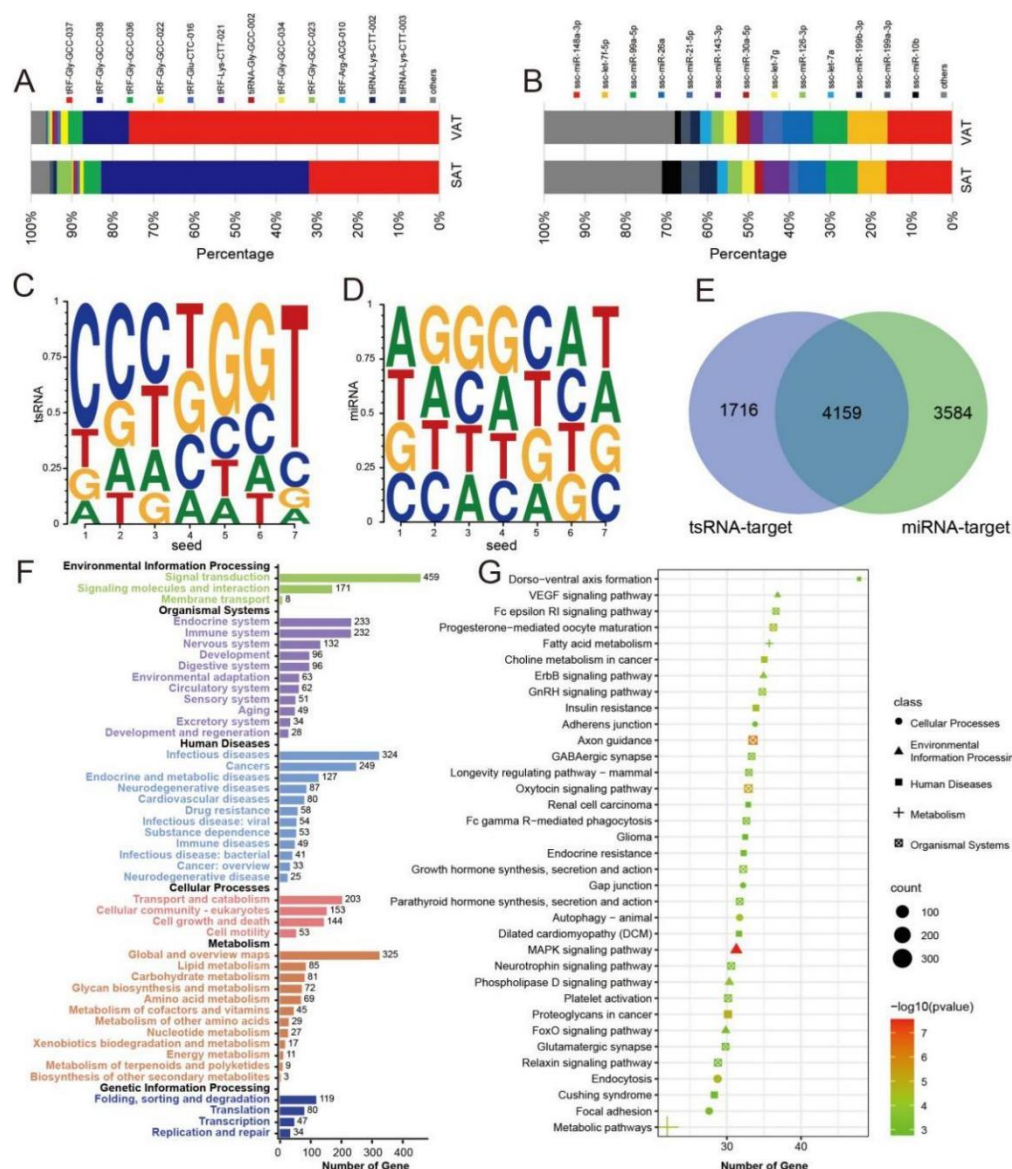 A
tRF-Gly-GCC-037
tRF-Gly-GCC-038
tRF-Gly-GCC-036
tRF-Gly-GCC-022
tRF-Glu-CTC-016
tRF-Lys-CTT-021
tiRNA-Gly-GCC-002
tRF-Gly-GCC-034
tRF-Gly-GCC-023
tRF-Arg-ACG-010
tiRNA-Lys-CTT-002
tiRNA-Lys-CTT-003
others
VAT
SAT
100%
90%
80%
70%
60%
50%
40%
30%
20%
10%
0%
Percentage
B
ssc-miR-148a-3p
ssc-let-7f-5p
ssc-miR-99a-5p
ssc-miR-26a
ssc-miR-21-5p
ssc-miR-143-3p
ssc-miR-30a-5p
ssc-let-7g
ssc-miR-126-3p
ssc-let-7a
ssc-miR-199b-3p
ssc-miR-199a-3p
ssc-miR-10b
others
VAT
SAT
100%
90%
80%
70%
60%
50%
40%
30%
20%
10%
0%
Percentage
C
tsRNA
1
0.75
0.5
0.25
0
C C C T G G T
T G T G C C C
G A A C T A G
A T G A A T A
1 2 3 4 5 6 7
seed
D
miRNA
1
0.75
0.5
0.25
0
A G G G C A T
T A C A T C A
G T T T G T G
C C A C A G C
1 2 3 4 5 6 7
seed
E
1716
4159
3584
tsRNA-target
miRNA-target
F
Environmental Information Processing
Signal transduction 459
Signaling molecules and interaction 171
Membrane transport 8
Organismal Systems
Endocrine system 233
Immune system 232
Nervous system 132
Development 96
Digestive system 96
Environmental adaptation 63
Circulatory system 62
Sensory system 51
Aging 49
Excretory system 34
Development and regeneration 28
Human Diseases
Infectious diseases 324
Cancers 249
Endocrine and metabolic diseases 127
Neurodegenerative diseases 87
Cardiovascular diseases 80
Drug resistance 58
Infectious disease: viral 54
Substance dependence 53
Immune diseases 49
Infectious disease: bacterial 41
Cancer: overview 33
Neurodegenerative disease 25
Cellular Processes
Transport and catabolism 203
Cellular community - eukaryotes 153
Cell growth and death 144
Cell motility 53
Metabolism
Global and overview maps 325
Lipid metabolism 85
Carbohydrate metabolism 81
Glycan biosynthesis and metabolism 72
Amino acid metabolism 69
Metabolism of cofactors and vitamins 45
Metabolism of other amino acids 29
Nucleotide metabolism 27
Xenobiotics biodegradation and metabolism 17
Energy metabolism 11
Metabolism of terpenoids and polyketides 9
Biosynthesis of other secondary metabolites 3
Genetic Information Processing
Folding, sorting and degradation 119
Translation 80
Transcription 47
Replication and repair 34
0 100 200 300 400
Number of Gene
G
Dorso-ventral axis formation
VEGF signaling pathway
Fc epsilon RI signaling pathway
Progesterone-mediated oocyte maturation
Fatty acid metabolism
Choline metabolism in cancer
ErbB signaling pathway
GnRH signaling pathway
Insulin resistance
Adherens junction
Axon guidance
GABAergic synapse
Longevity regulating pathway - mammal
Oxytocin signaling pathway
Renal cell carcinoma
Fc gamma R-mediated phagocytosis
Glioma
Endocrine resistance
Growth hormone synthesis, secretion and action
Gap junction
Parathyroid hormone synthesis, secretion and action
Autophagy - animal
Dilated cardiomyopathy (DCM)
MAPK signaling pathway
Neurotrophin signaling pathway
Phospholipase D signaling pathway
Platelet activation
Proteoglycans in cancer
FoxO signaling pathway
Glutamatergic synapse
Relaxin signaling pathway
Endocytosis
Cushing syndrome
Focal adhesion
Metabolic pathways
30 40
Number of Gene
class
Cellular Processes
Environmental
Information Processin
Human Diseases
Metabolism
Organismal Systems
count
100
200
300
-log10(pvalue)
7
6
5
4
3